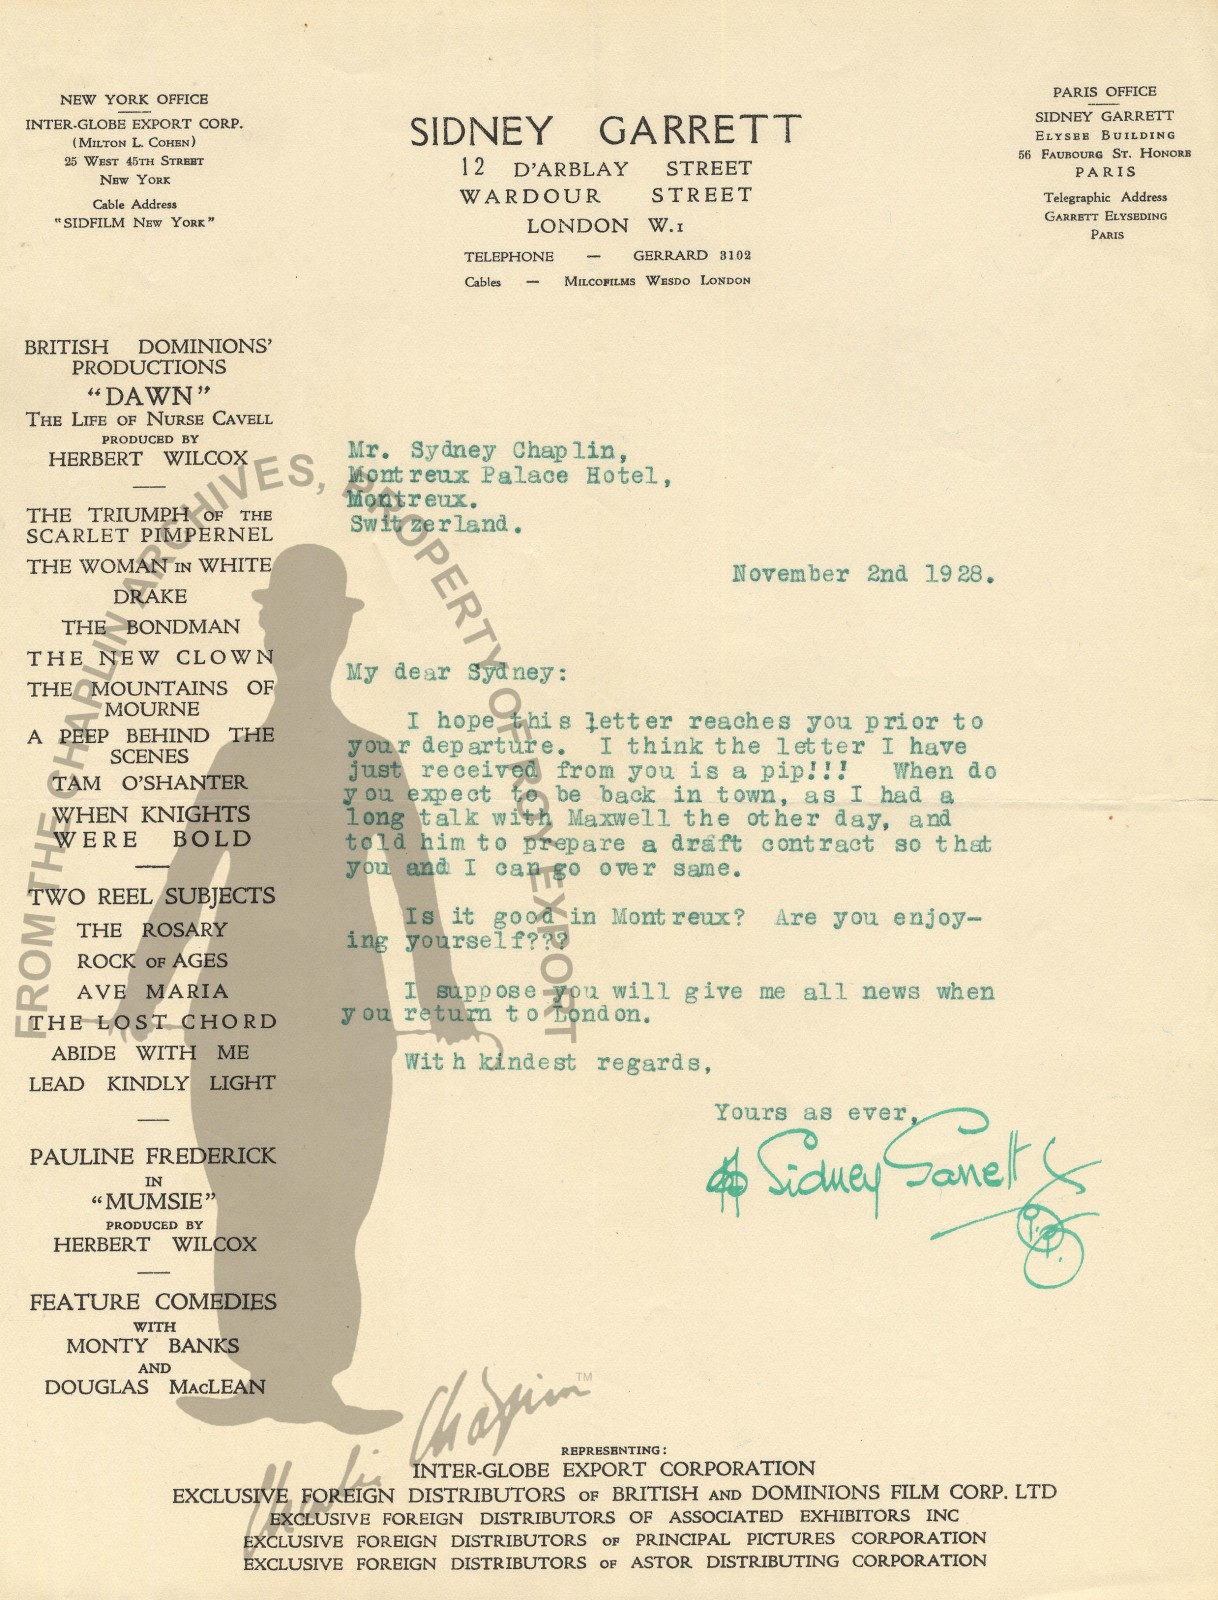 NEW YORK OFFICE
INTER-GLOBE EXPORT CORP.
(MILTON L. COHEN)
25 WEST 45TH STREET
NEW YORK
Cable Address
"SIDFILM NEW YORK"
SIDNEY GARRETT
12 D'ARBLAY STREET
WARDOUR STREET
LONDON W.1
TELEPHONE — GERRARD 3102
Cables — MILCOFILMS WESDO LONDON
PARIS OFFICE
SIDNEY GARRETT
ELYSEE BUILDING
56 FAUBOURG ST. HONORE
PARIS
Telegraphic Address
GARRETT ELYSEDING
PARIS
BRITISH DOMINIONS'
PRODUCTIONS
"DAWN"
THE LIFE OF NURSE CAVELL
PRODUCED BY
HERBERT WILCOX
THE TRIUMPH OF THE
SCARLET PIMPERNEL
THE WOMAN IN WHITE
DRAKE
THE BONDMAN
THE NEW CLOWN
THE MOUNTAINS OF
MOURNE
A PEEP BEHIND THE
SCENES
TAM O'SHANTER
WHEN KNIGHTS
WERE BOLD
TWO REEL SUBJECTS
THE ROSARY
ROCK OF AGES
AVE MARIA
THE LOST CHORD
ABIDE WITH ME
LEAD KINDLY LIGHT
PAULINE FREDERICK
IN
"MUMSIE"
PRODUCED BY
HERBERT WILCOX
FEATURE COMEDIES
WITH
MONTY BANKS
AND
DOUGLAS MACLEAN
Mr. Sydney Chaplin,
Montreux Palace Hotel,
Montreux.
Switzerland.
November 2nd 1928.
My dear Sydney:
I hope this letter reaches you prior to
your departure. I think the letter I have
just received from you is a pip!!! When do
you expect to be back in town, as I had a
long talk with Maxwell the other day, and
told him to prepare a draft contract so that
you and I can go over same.
Is it good in Montreux? Are you enjoy-
ing yourself???
I suppose you will give me all news when
you return to London.
With kindest regards,
Yours as ever,
Sidney Garrett
FROM THE CHAPLIN ARCHIVES, PROPERTY OF ROY EXPORT
Charlie Chaplin™
REPRESENTING:
INTER-GLOBE EXPORT CORPORATION
EXCLUSIVE FOREIGN DISTRIBUTORS OF BRITISH AND DOMINIONS FILM CORP. LTD
EXCLUSIVE FOREIGN DISTRIBUTORS OF ASSOCIATED EXHIBITORS INC
EXCLUSIVE FOREIGN DISTRIBUTORS OF PRINCIPAL PICTURES CORPORATION
EXCLUSIVE FOREIGN DISTRIBUTORS OF ASTOR DISTRIBUTING CORPORATION